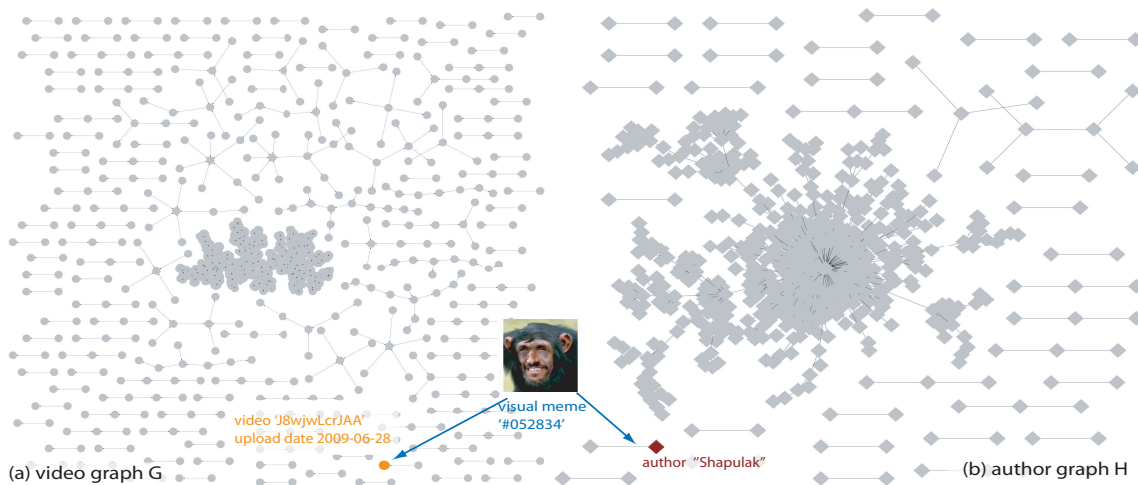 video ‘J8wjwLcrJAA’
upload date 2009-06-28
visual meme
‘#052834’
author “Shapulak”
(a) video graph G
(b) author graph H